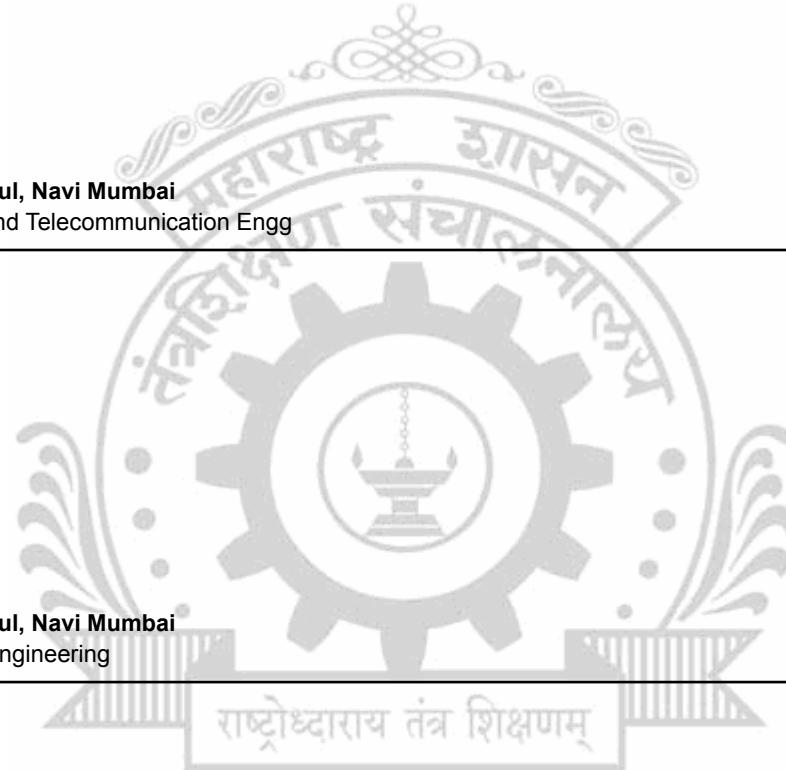 महाराष्ट्र शासन
ul, Navi Mumbai
nd Telecommunication Engg
तंत्रशिक्षण संचालनालय
ul, Navi Mumbai
ngineering
राष्ट्रोध्दाराय तंत्र शिक्षणम्